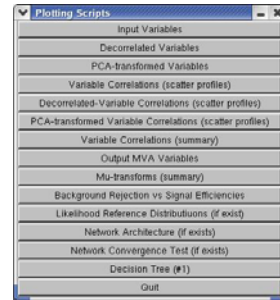 Plotting Scripts
Input Variables
Decorrelated Variables
PCA-transformed Variables
Variable Correlations (scatter profiles)
Decorrelated-Variable Correlations (scatter profiles)
PCA-transformed Variable Correlations (scatter profiles)
Variable Correlations (summary)
Output MVA Variables
Mu-transforms (summary)
Background Rejection vs Signal Efficiencies
Likelihood Reference Distributiuons (if exist)
Network Architecture (if exists)
Network Convergence Test (if exists)
Decision Tree (#1)
Quit